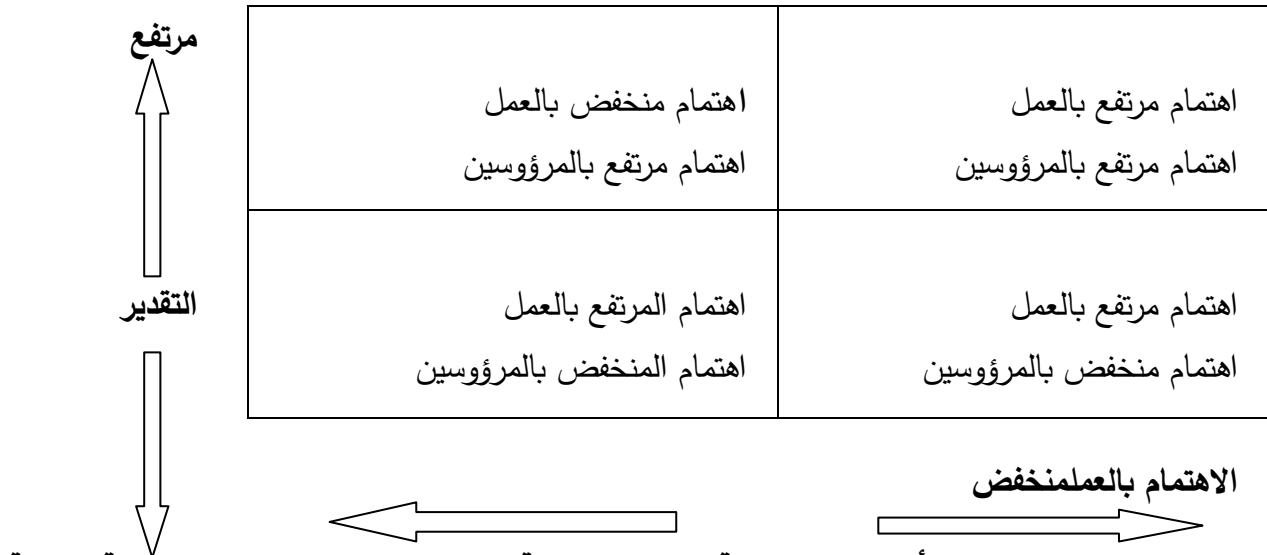 مرتفع
اهتمام مرتفع بالعمل
اهتمام مرتفع بالمرؤوسين
اهتمام منخفض بالعمل
اهتمام مرتفع بالمرؤوسين
التقدير
اهتمام مرتفع بالعمل
اهتمام منخفض بالمرؤوسين
اهتمام المرتفع بالعمل
اهتمام المنخفض بالمرؤوسين
الاهتمام بالعملمنخفض